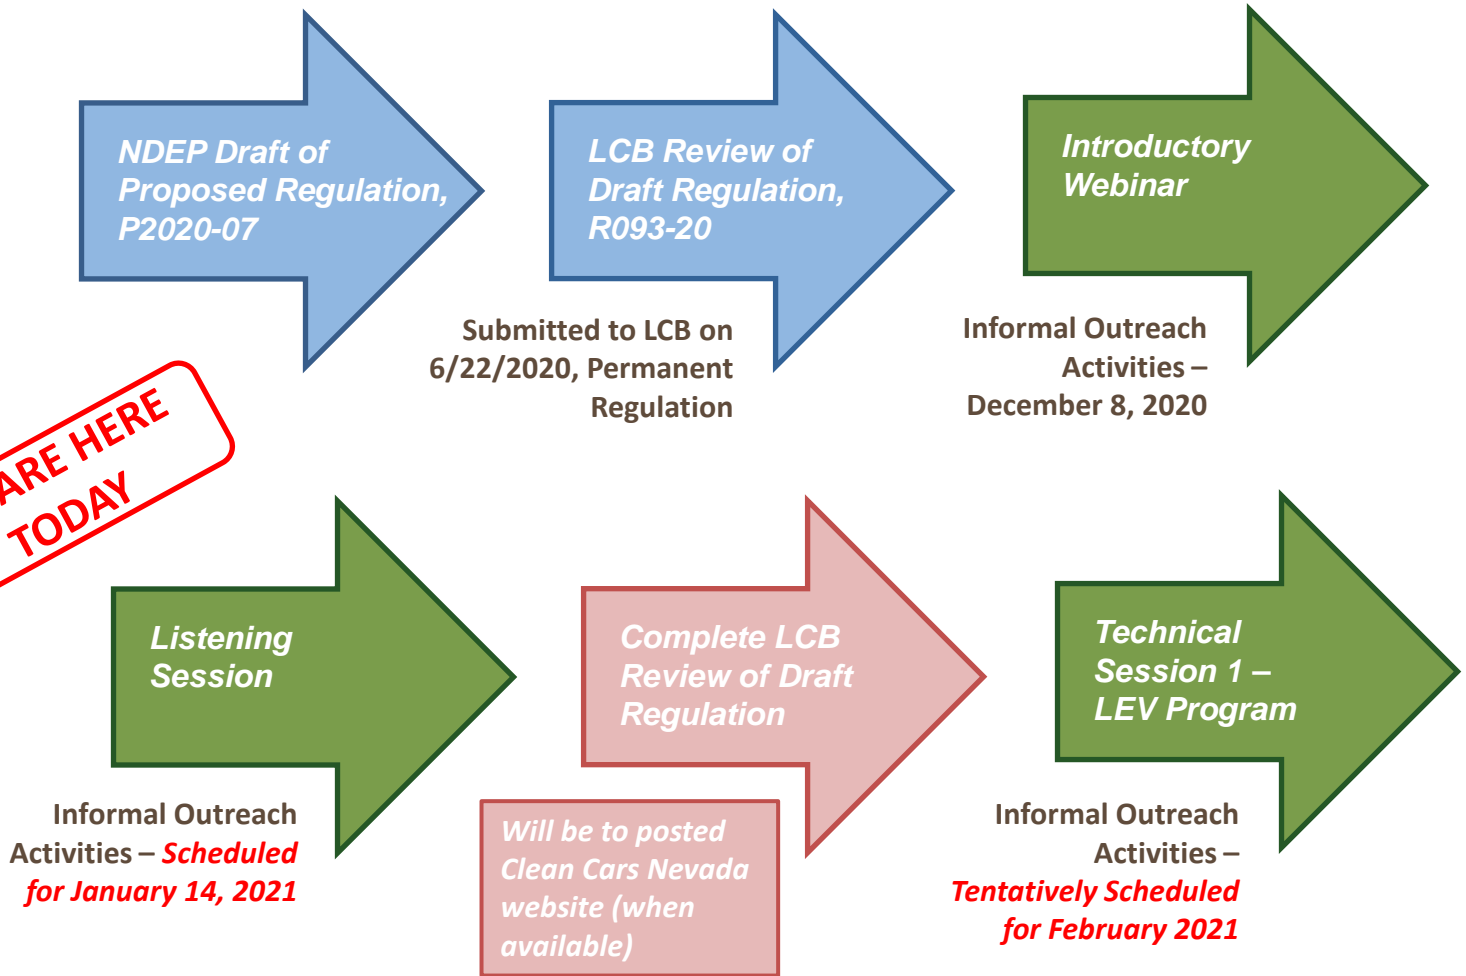 NDEP Draft of
Proposed Regulation,
P2020-07
LCB Review of
Draft Regulation,
R093-20
Introductory
Webinar
Submitted to LCB on
6/22/2020, Permanent
Regulation
Informal Outreach
Activities –
December 8, 2020
ARE HERE
TODAY
Listening
Session
Complete LCB
Review of Draft
Regulation
Technical
Session 1 –
LEV Program
Informal Outreach
Activities – Scheduled
for January 14, 2021
Will be to posted
Clean Cars Nevada
website (when
available)
Informal Outreach
Activities –
Tentatively Scheduled
for February 2021